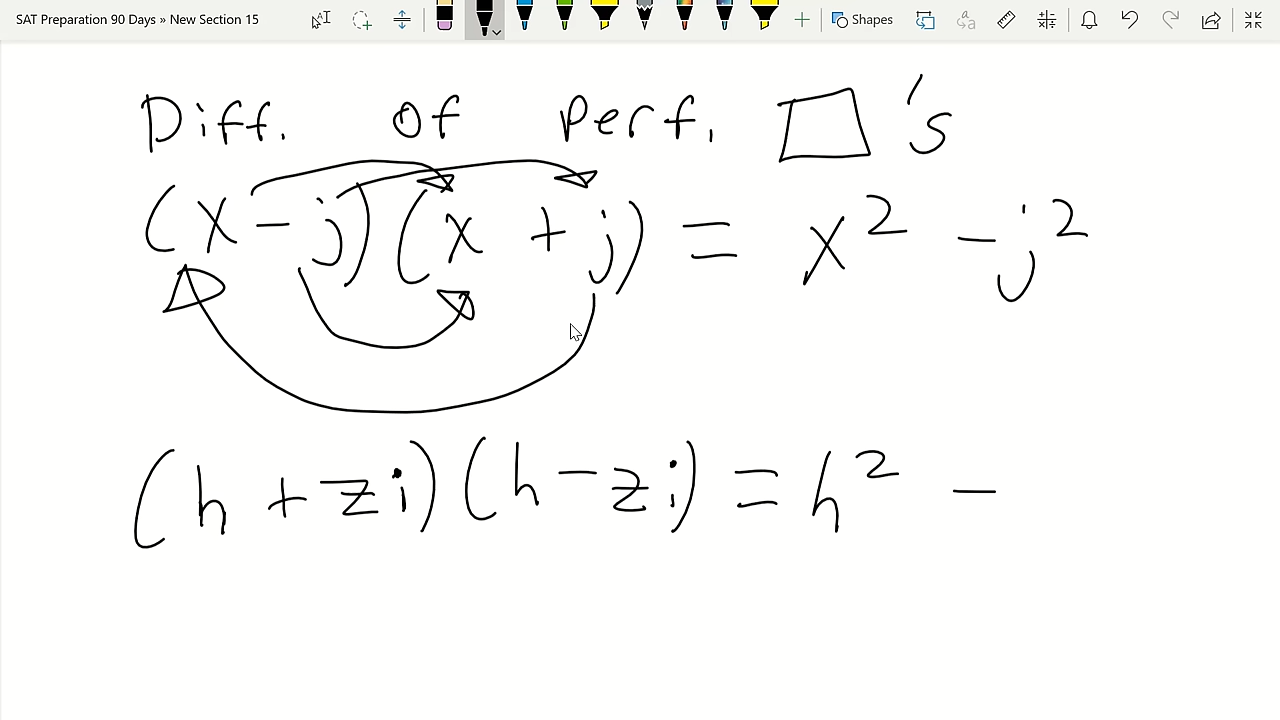 SAT Preparation 90 Days » New Section 15
Shapes
Diff. of Perf. □'s
(x - j)(x + j) = x² - j²
(h + zi)(h - zi) = h² -